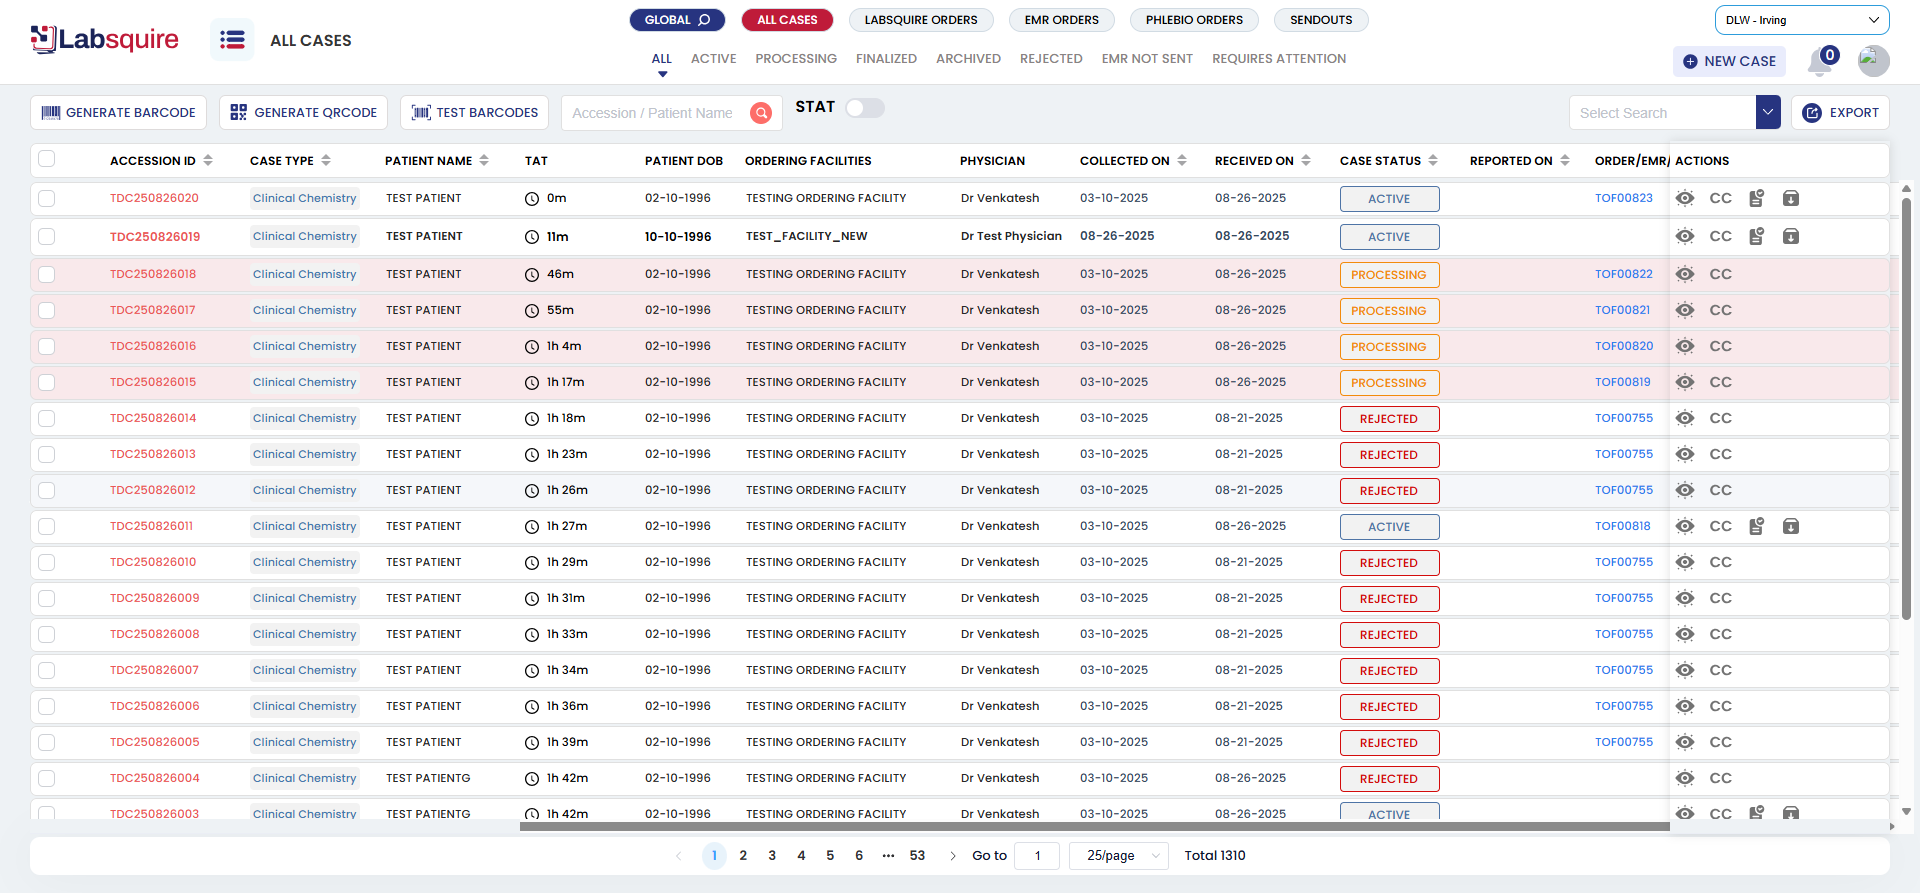 Labsquire
ALL CASES
GLOBAL
ALL CASES
LABSQUIRE ORDERS
EMR ORDERS
PHLEBIO ORDERS
SENDOUTS
DLW - Irving
ALL
ACTIVE
PROCESSING
FINALIZED
ARCHIVED
REJECTED
EMR NOT SENT
REQUIRES ATTENTION
NEW CASE
0
GENERATE BARCODE
GENERATE QRCODE
TEST BARCODES
Accession / Patient Name
STAT
Select Search
EXPORT
ACCESSION ID CASE TYPE PATIENT NAME TAT PATIENT DOB ORDERING FACILITIES PHYSICIAN COLLECTED ON RECEIVED ON CASE STATUS REPORTED ON ORDER/EMR/ ACTIONS
TDC250826020 Clinical Chemistry TEST PATIENT 0m 02-10-1996 TESTING ORDERING FACILITY Dr Venkatesh 03-10-2025 08-26-2025 ACTIVE TOF00823 CC
TDC250826019 Clinical Chemistry TEST PATIENT 11m 10-10-1996 TEST_FACILITY_NEW Dr Test Physician 08-26-2025 08-26-2025 ACTIVE CC
TDC250826018 Clinical Chemistry TEST PATIENT 46m 02-10-1996 TESTING ORDERING FACILITY Dr Venkatesh 03-10-2025 08-26-2025 PROCESSING TOF00822 CC
TDC250826017 Clinical Chemistry TEST PATIENT 55m 02-10-1996 TESTING ORDERING FACILITY Dr Venkatesh 03-10-2025 08-26-2025 PROCESSING TOF00821 CC
TDC250826016 Clinical Chemistry TEST PATIENT 1h 4m 02-10-1996 TESTING ORDERING FACILITY Dr Venkatesh 03-10-2025 08-26-2025 PROCESSING TOF00820 CC
TDC250826015 Clinical Chemistry TEST PATIENT 1h 17m 02-10-1996 TESTING ORDERING FACILITY Dr Venkatesh 03-10-2025 08-26-2025 PROCESSING TOF00819 CC
TDC250826014 Clinical Chemistry TEST PATIENT 1h 18m 02-10-1996 TESTING ORDERING FACILITY Dr Venkatesh 03-10-2025 08-21-2025 REJECTED TOF00755 CC
TDC250826013 Clinical Chemistry TEST PATIENT 1h 23m 02-10-1996 TESTING ORDERING FACILITY Dr Venkatesh 03-10-2025 08-21-2025 REJECTED TOF00755 CC
TDC250826012 Clinical Chemistry TEST PATIENT 1h 26m 02-10-1996 TESTING ORDERING FACILITY Dr Venkatesh 03-10-2025 08-21-2025 REJECTED TOF00755 CC
TDC250826011 Clinical Chemistry TEST PATIENT 1h 27m 02-10-1996 TESTING ORDERING FACILITY Dr Venkatesh 03-10-2025 08-26-2025 ACTIVE TOF00818 CC
TDC250826010 Clinical Chemistry TEST PATIENT 1h 29m 02-10-1996 TESTING ORDERING FACILITY Dr Venkatesh 03-10-2025 08-21-2025 REJECTED TOF00755 CC
TDC250826009 Clinical Chemistry TEST PATIENT 1h 31m 02-10-1996 TESTING ORDERING FACILITY Dr Venkatesh 03-10-2025 08-21-2025 REJECTED TOF00755 CC
TDC250826008 Clinical Chemistry TEST PATIENT 1h 33m 02-10-1996 TESTING ORDERING FACILITY Dr Venkatesh 03-10-2025 08-21-2025 REJECTED TOF00755 CC
TDC250826007 Clinical Chemistry TEST PATIENT 1h 34m 02-10-1996 TESTING ORDERING FACILITY Dr Venkatesh 03-10-2025 08-21-2025 REJECTED TOF00755 CC
TDC250826006 Clinical Chemistry TEST PATIENT 1h 36m 02-10-1996 TESTING ORDERING FACILITY Dr Venkatesh 03-10-2025 08-21-2025 REJECTED TOF00755 CC
TDC250826005 Clinical Chemistry TEST PATIENT 1h 39m 02-10-1996 TESTING ORDERING FACILITY Dr Venkatesh 03-10-2025 08-21-2025 REJECTED TOF00755 CC
TDC250826004 Clinical Chemistry TEST PATIENTG 1h 42m 02-10-1996 TESTING ORDERING FACILITY Dr Venkatesh 03-10-2025 08-26-2025 REJECTED CC
TDC250826003 Clinical Chemistry TEST PATIENTG 1h 42m 02-10-1996 TESTING ORDERING FACILITY Dr Venkatesh 03-10-2025 08-26-2025 ACTIVE CC
1 2 3 4 5 6 ••• 53 Go to 1 25/page Total 1310